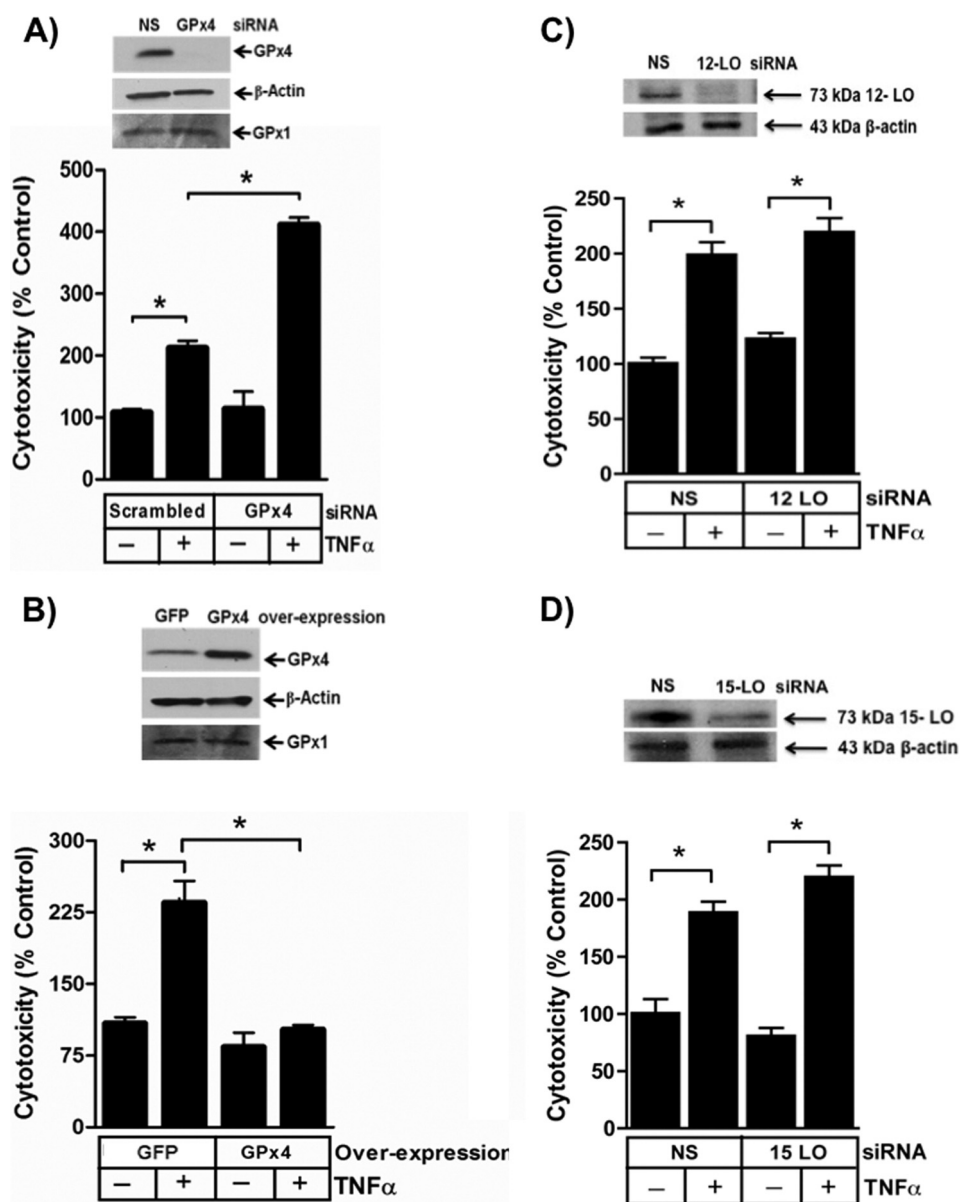 A)
NS GPx4 siRNA
GPx4
β-Actin
GPx1
Cytotoxicity (% Control)
500
400
300
200
100
0
*
*
Scrambled GPx4 siRNA
– + – + TNFα
B)
GFP GPx4 over-expression
GPx4
β-Actin
GPx1
Cytotoxicity (% Control)
300
225
150
75
0
*
*
GFP GPx4 Over-expression
– + – + TNFα
C)
NS 12-LO siRNA
73 kDa 12- LO
43 kDa β-actin
Cytotoxicity (% Control)
250
200
150
100
50
0
*
*
NS 12 LO siRNA
– + – + TNFα
D)
NS 15-LO siRNA
73 kDa 15- LO
43 kDa β-actin
Cytotoxicity (% Control)
250
200
150
100
50
0
*
*
NS 15 LO siRNA
– + – + TNFα